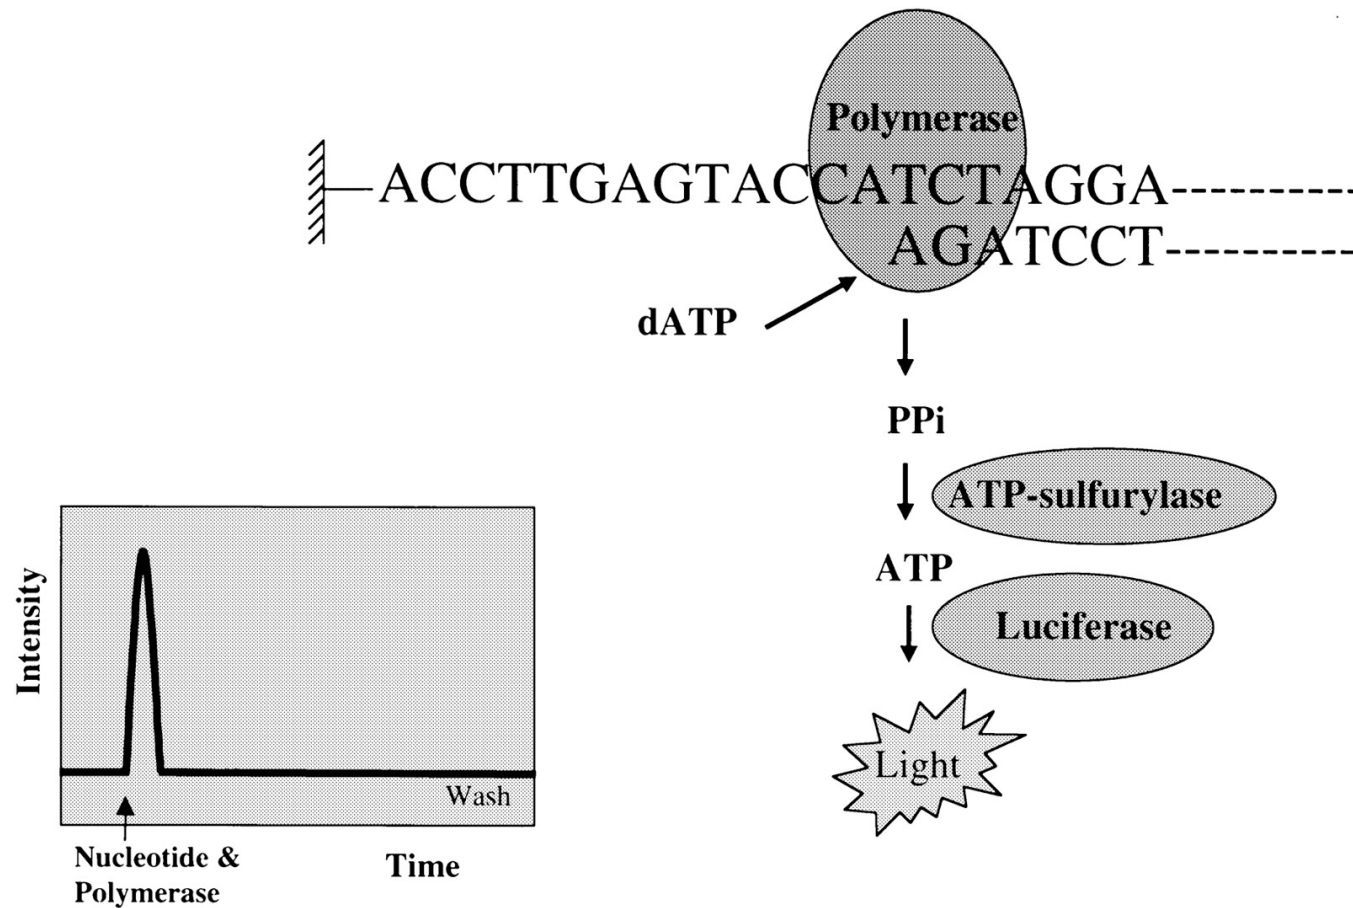 Polymerase
ACCTTGAGTACCATCTAGGA
AGATCCT
dATP
PPi
ATP-sulfurylase
ATP
Luciferase
Light
Intensity
Wash
Nucleotide &
Polymerase
Time